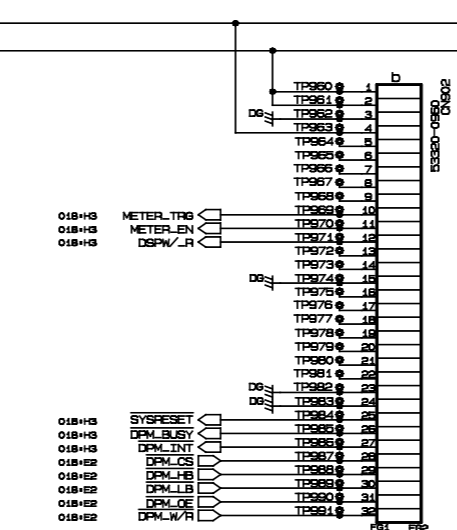 b
CN902
53320-0960
TP960 1
TP961 2
DG TP962 3
TP963 4
TP964 5
TP965 6
TP966 7
TP967 8
TP968 9
01B:H3 METER_TRG TP969 10
01B:H3 METER_EN TP970 11
01B:H3 DSPW/_R TP971 12
TP972 13
TP973 14
DG TP974 15
TP975 16
TP976 17
TP977 18
TP978 19
TP979 20
TP980 21
TP981 22
DG TP982 23
DG TP983 24
01B:H3 SYSRESET TP984 25
01B:H3 DPM_BUSY TP985 26
01B:H3 DPM_INT TP986 27
01B:E2 DPM_CS TP987 28
01B:E2 DPM_HB TP988 29
01B:E2 DPM_LB TP989 30
01B:E2 DPM_OE TP990 31
01B:E2 DPM_W/R TP991 32
FG1 FG2